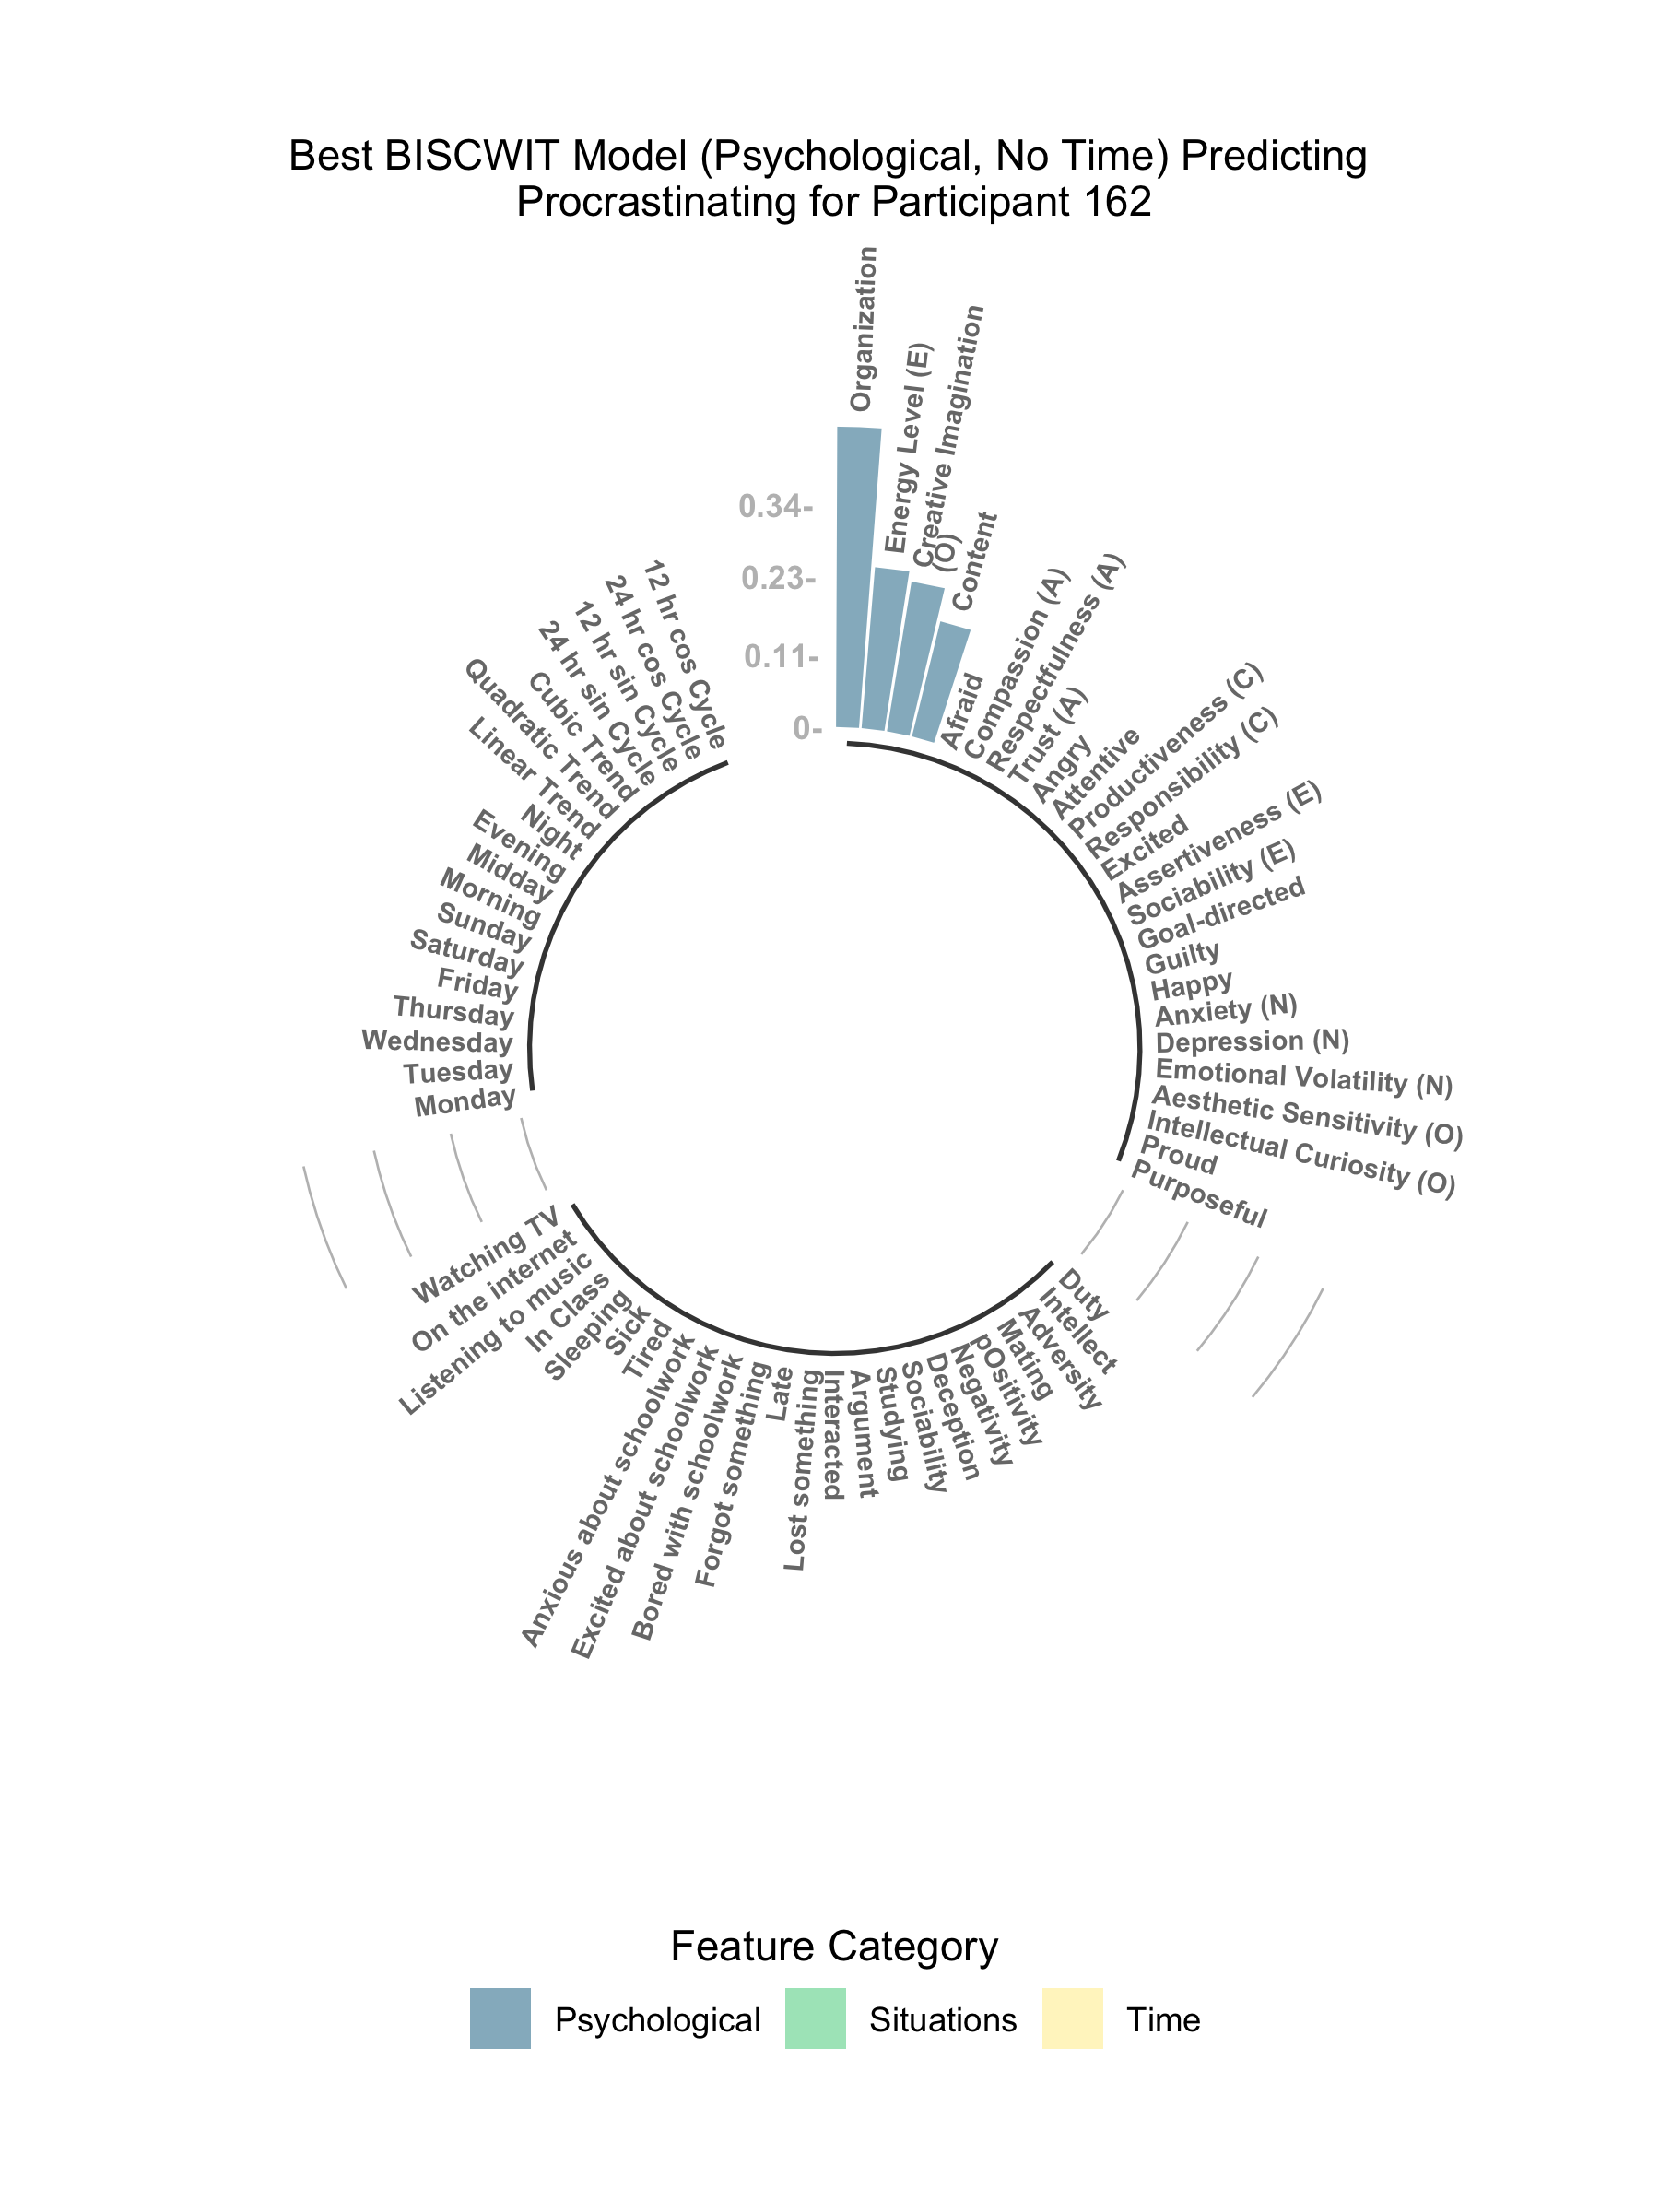 Best BISCWIT Model (Psychological, No Time) Predicting
Procrastinating for Participant 162
0.34-
0.23-
0.11-
0-
Organization
Energy Level (E)
Creative Imagination
(O)
Content
Afraid
Compassion (A)
Respectfulness (A)
Trust (A)
Angry
Attentive
Productiveness (C)
Responsibility (C)
Excited
Assertiveness (E)
Sociability (E)
Goal-directed
Guilty
Happy
Anxiety (N)
Depression (N)
Emotional Volatility (N)
Aesthetic Sensitivity (O)
Intellectual Curiosity (O)
Proud
Purposeful
Duty
Intellect
Adversity
Mating
pOsitivity
Negativity
Deception
Sociability
Studying
Argument
Interacted
Lost something
Late
Forgot something
Bored with schoolwork
Excited about schoolwork
Anxious about schoolwork
Tired
Sick
Sleeping
In Class
Listening to music
On the internet
Watching TV
Monday
Tuesday
Wednesday
Thursday
Friday
Saturday
Sunday
Morning
Midday
Evening
Night
Linear Trend
Quadratic Trend
Cubic Trend
24 hr sin Cycle
12 hr sin Cycle
24 hr cos Cycle
12 hr cos Cycle
Feature Category
Psychological
Situations
Time